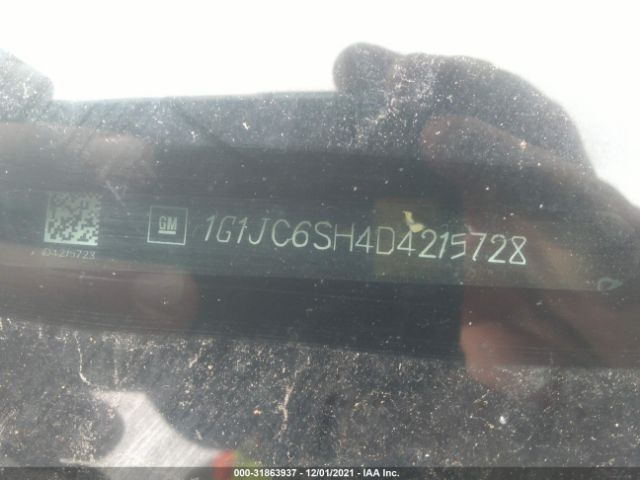 GM 1G1JC6SH4D4215728
D4215728
000-31863937 - 12/01/2021 - IAA Inc.